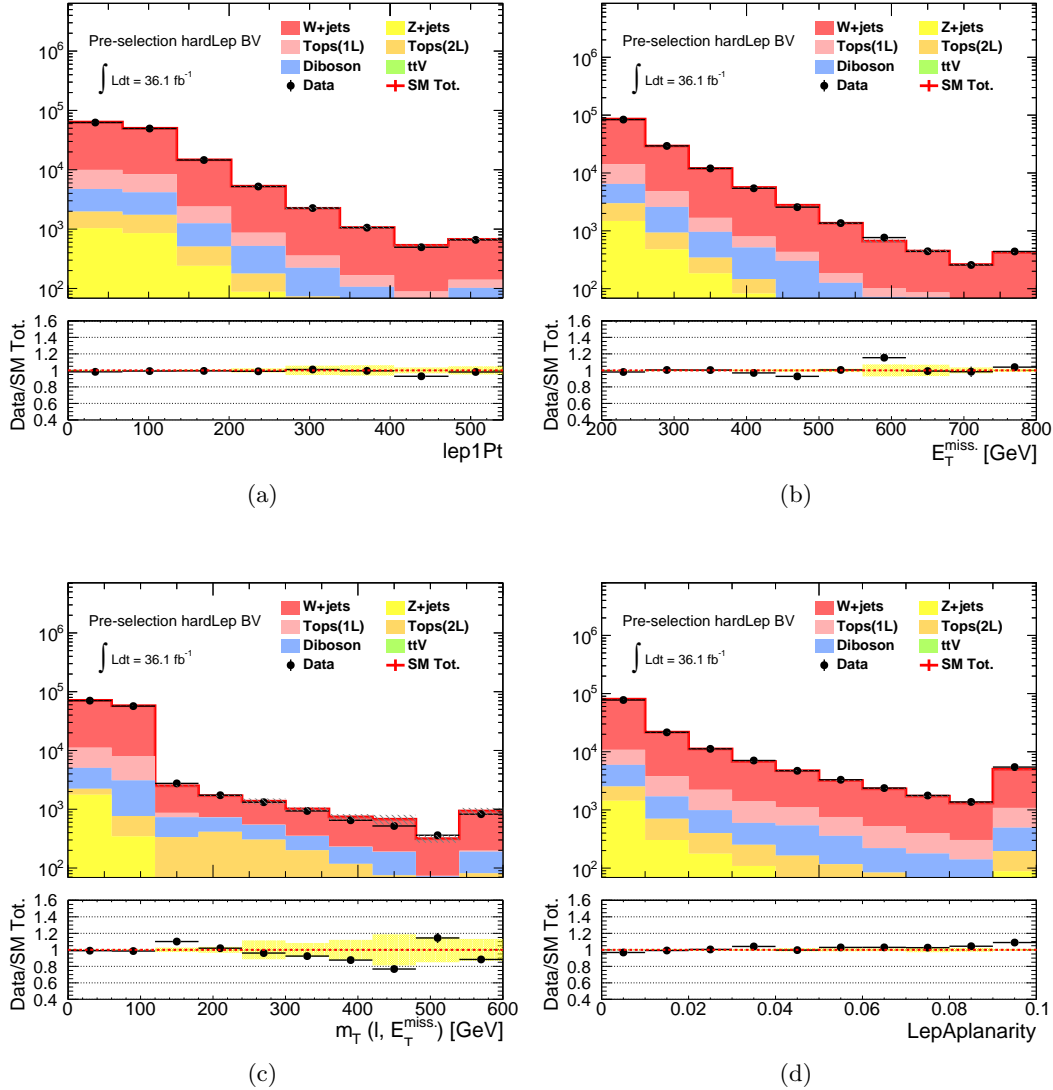 Pre-selection hardLep BV
∫ Ldt = 36.1 fb⁻¹
W+jets Z+jets
Tops(1L) Tops(2L)
Diboson ttV
Data SM Tot.
10⁶
10⁵
10⁴
10³
10²
Data/SM Tot.
1.6
1.4
1.2
1
0.8
0.6
0.4
0 100 200 300 400 500
lep1Pt
(a)
Pre-selection hardLep BV
∫ Ldt = 36.1 fb⁻¹
W+jets Z+jets
Tops(1L) Tops(2L)
Diboson ttV
Data SM Tot.
10⁶
10⁵
10⁴
10³
10²
Data/SM Tot.
1.6
1.4
1.2
1
0.8
0.6
0.4
200 300 400 500 600 700 800
E_T^miss. [GeV]
(b)
Pre-selection hardLep BV
∫ Ldt = 36.1 fb⁻¹
W+jets Z+jets
Tops(1L) Tops(2L)
Diboson ttV
Data SM Tot.
10⁶
10⁵
10⁴
10³
10²
Data/SM Tot.
1.6
1.4
1.2
1
0.8
0.6
0.4
0 100 200 300 400 500 600
m_T (l, E_T^miss.) [GeV]
(c)
Pre-selection hardLep BV
∫ Ldt = 36.1 fb⁻¹
W+jets Z+jets
Tops(1L) Tops(2L)
Diboson ttV
Data SM Tot.
10⁶
10⁵
10⁴
10³
10²
Data/SM Tot.
1.6
1.4
1.2
1
0.8
0.6
0.4
0 0.02 0.04 0.06 0.08 0.1
LepAplanarity
(d)